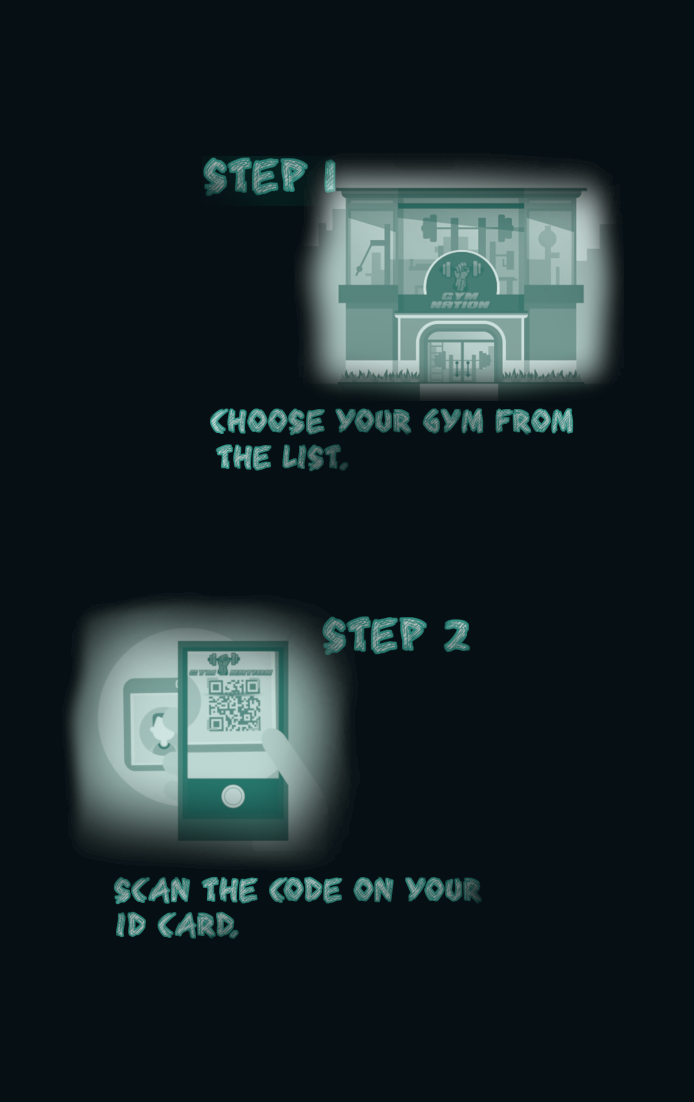 STEP 1
GYM
NATION
CHOOSE YOUR GYM FROM
THE LIST.
STEP 2
GYM NATION
SCAN THE CODE ON YOUR
ID CARD.